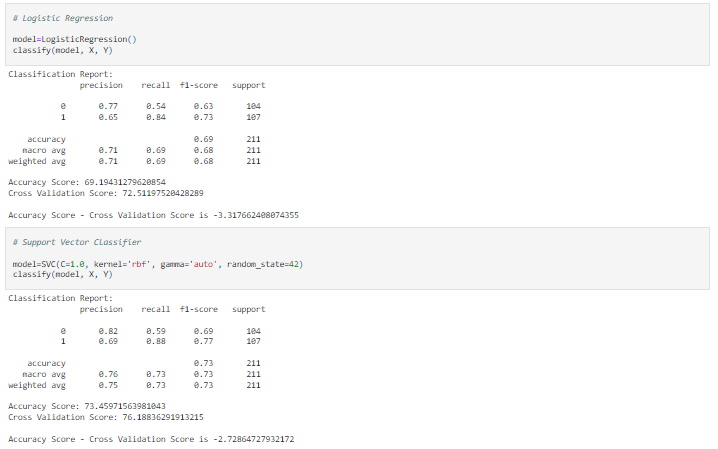 # Logistic Regression
model=LogisticRegression()
classify(model, X, Y)
Classification Report:
precision recall f1-score support
0 0.77 0.54 0.63 104
1 0.65 0.84 0.73 107
accuracy 0.69 211
macro avg 0.71 0.69 0.68 211
weighted avg 0.71 0.69 0.68 211
Accuracy Score: 69.19431279620854
Cross Validation Score: 72.51197520428289
Accuracy Score - Cross Validation Score is -3.317662408074355
# Support Vector Classifier
model=SVC(C=1.0, kernel='rbf', gamma='auto', random_state=42)
classify(model, X, Y)
Classification Report:
precision recall f1-score support
0 0.82 0.59 0.69 104
1 0.69 0.88 0.77 107
accuracy 0.73 211
macro avg 0.76 0.73 0.73 211
weighted avg 0.75 0.73 0.73 211
Accuracy Score: 73.45971563981043
Cross Validation Score: 76.18836291913215
Accuracy Score - Cross Validation Score is -2.72864727932172